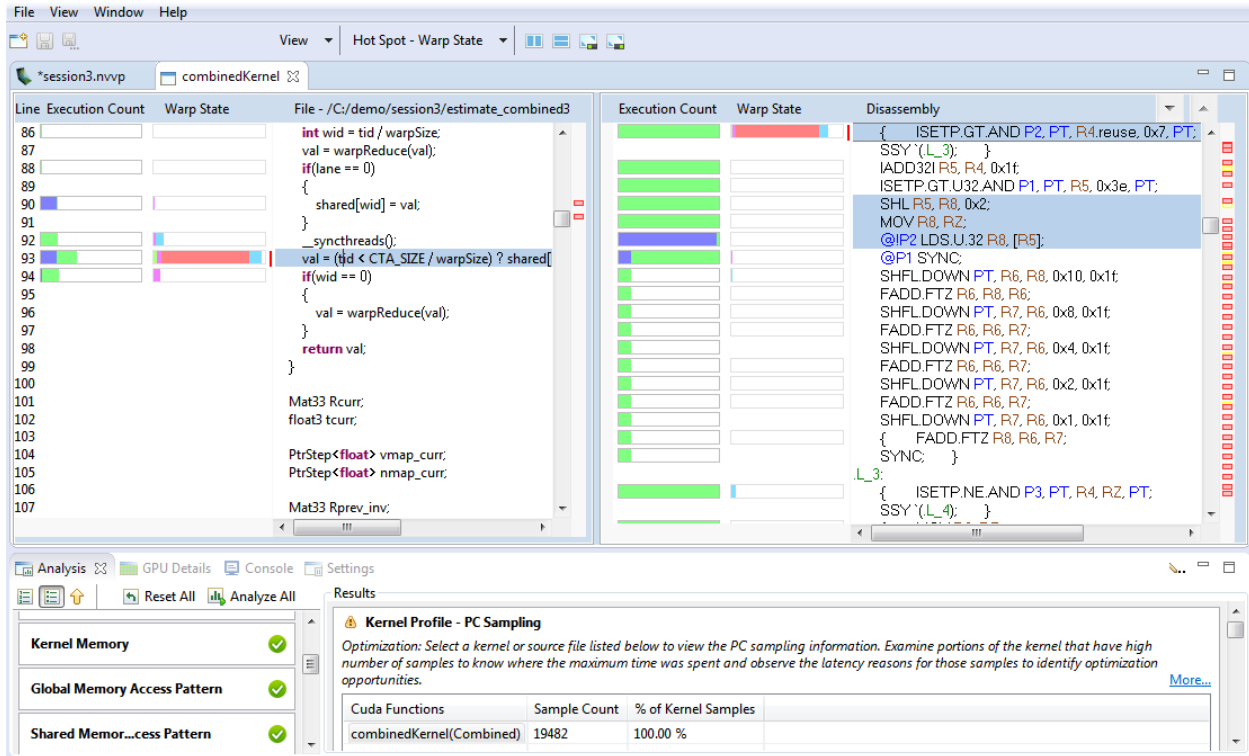 File View Window Help
View Hot Spot - Warp State
*session3.nvvp combinedKernel
Line Execution Count Warp State File - /C:/demo/session3/estimate_combined3
86 int wid = tid / warpSize;
87 val = warpReduce(val);
88 if(lane == 0)
89 {
90 shared[wid] = val;
91 }
92 __syncthreads();
93 val = (tid < CTA_SIZE / warpSize) ? shared[
94 if(wid == 0)
95 {
96 val = warpReduce(val);
97 }
98 return val;
99 }
100
101 Mat33 Rcurr;
102 float3 tcurr;
103
104 PtrStep<float> vmap_curr;
105 PtrStep<float> nmap_curr;
106
107 Mat33 Rprev_inv;
Execution Count Warp State Disassembly
{ ISETP.GT.AND P2, PT, R4.reuse, 0x7, PT;
SSY `(.L_3); }
IADD32I R5, R4, 0x1f;
ISETP.GT.U32.AND P1, PT, R5, 0x3e, PT;
SHL R5, R8, 0x2;
MOV R8, RZ;
@!P2 LDS.U.32 R8, [R5];
@P1 SYNC;
SHFL.DOWN PT, R6, R8, 0x10, 0x1f;
FADD.FTZ R6, R8, R6;
SHFL.DOWN PT, R7, R6, 0x8, 0x1f;
FADD.FTZ R6, R6, R7;
SHFL.DOWN PT, R7, R6, 0x4, 0x1f;
FADD.FTZ R6, R6, R7;
SHFL.DOWN PT, R7, R6, 0x2, 0x1f;
FADD.FTZ R6, R6, R7;
SHFL.DOWN PT, R7, R6, 0x1, 0x1f;
{ FADD.FTZ R8, R6, R7;
SYNC; }
.L_3:
{ ISETP.NE.AND P3, PT, R4, RZ, PT;
SSY `(.L_4); }
Analysis GPU Details Console Settings
Reset All Analyze All
Kernel Memory
Global Memory Access Pattern
Shared Memor...cess Pattern
Results
Kernel Profile - PC Sampling
Optimization: Select a kernel or source file listed below to view the PC sampling information. Examine portions of the kernel that have high
number of samples to know where the maximum time was spent and observe the latency reasons for those samples to identify optimization
opportunities.
More...
Cuda Functions Sample Count % of Kernel Samples
combinedKernel(Combined) 19482 100.00 %